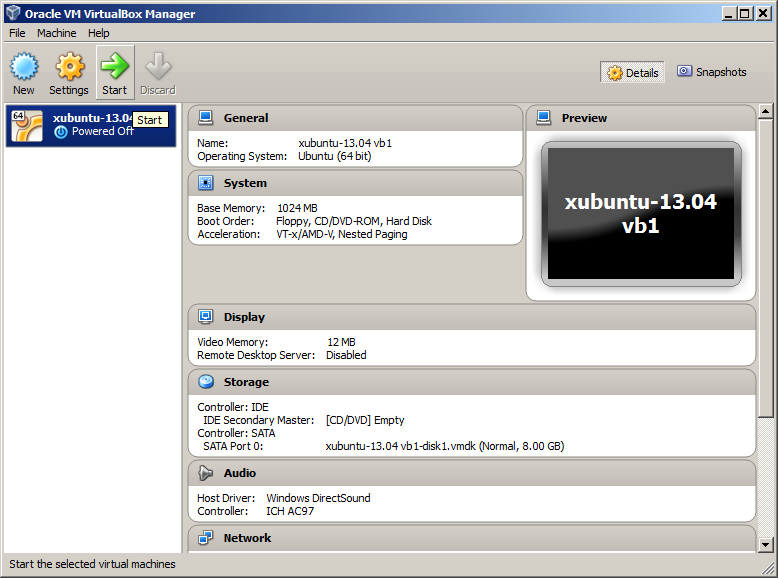 Oracle VM VirtualBox Manager
File Machine Help
New Settings Start Discard
Details Snapshots
64
xubuntu-13.04
Start
Powered Off
General
Name: xubuntu-13.04 vb1
Operating System: Ubuntu (64 bit)
System
Base Memory: 1024 MB
Boot Order: Floppy, CD/DVD-ROM, Hard Disk
Acceleration: VT-x/AMD-V, Nested Paging
Preview
xubuntu-13.04
vb1
Display
Video Memory: 12 MB
Remote Desktop Server: Disabled
Storage
Controller: IDE
IDE Secondary Master: [CD/DVD] Empty
Controller: SATA
SATA Port 0: xubuntu-13.04 vb1-disk1.vmdk (Normal, 8.00 GB)
Audio
Host Driver: Windows DirectSound
Controller: ICH AC97
Network
Start the selected virtual machines